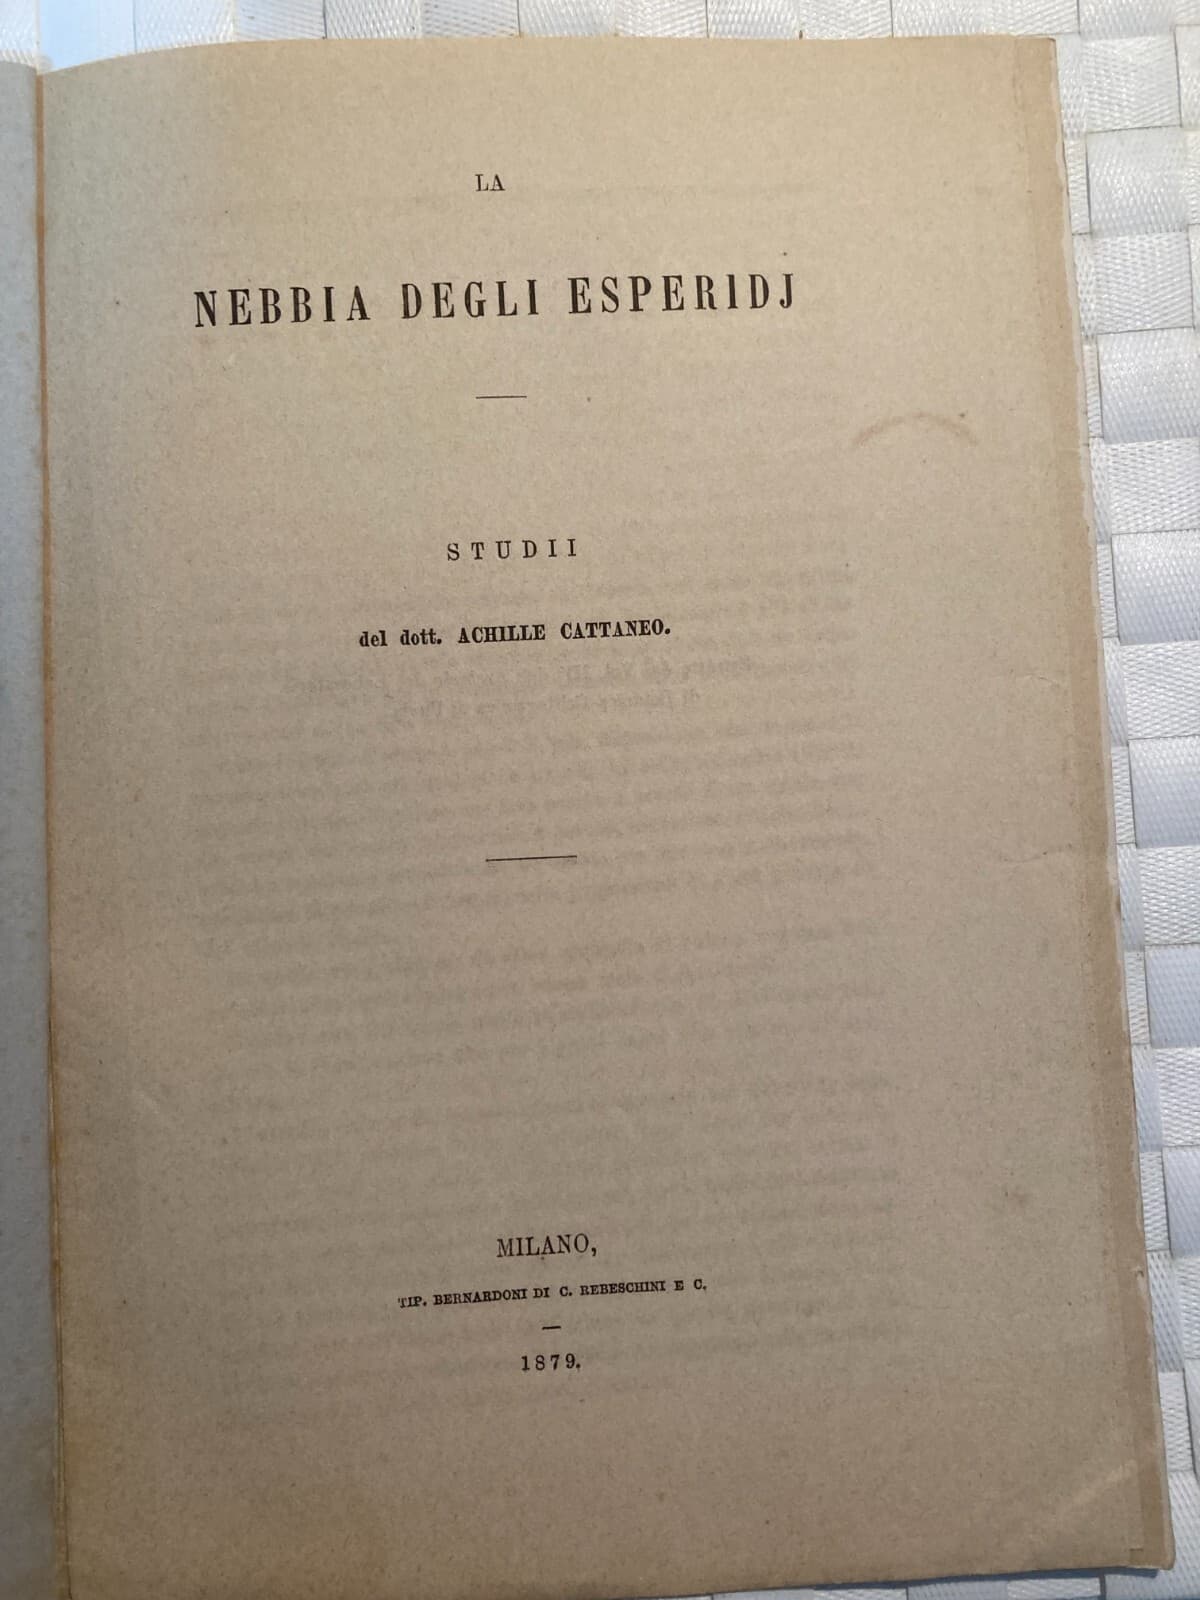 LA
NEBBIA DEGLI ESPERIDJ
STUDII
del dott. ACHILLE CATTANEO.
MILANO,
TIP. BERNARDONI DI C. REBESCHINI E C.
1879.